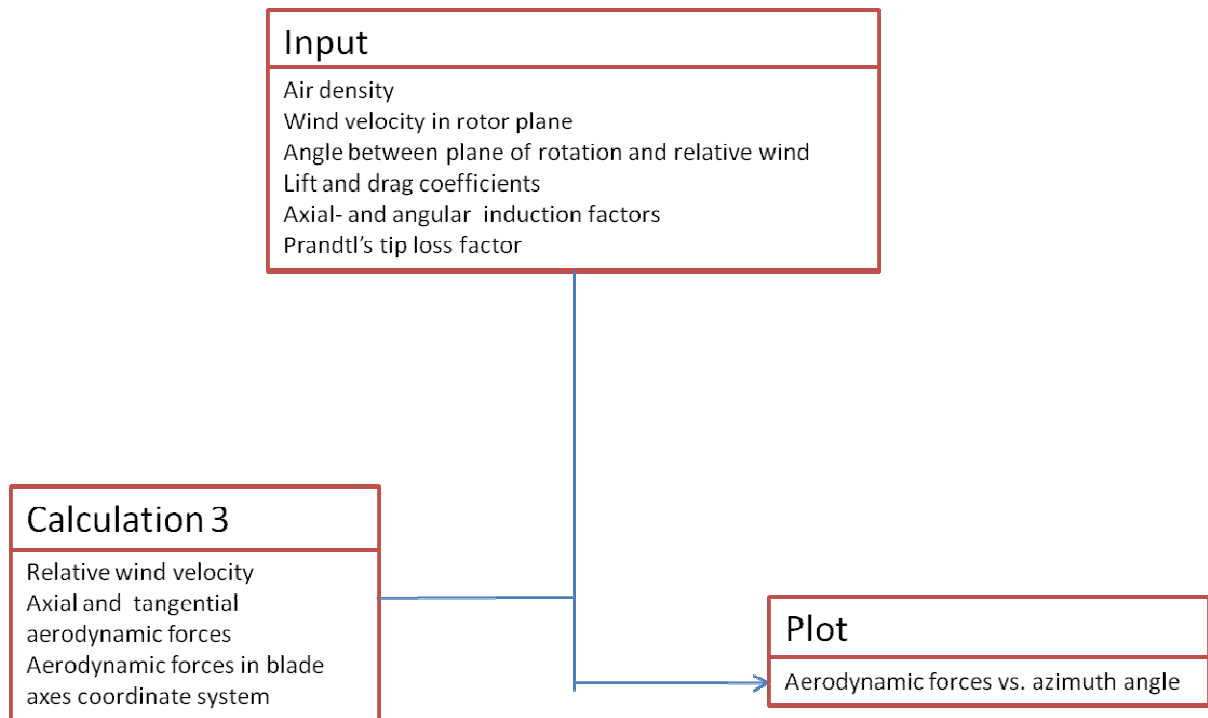 Input
Air density
Wind velocity in rotor plane
Angle between plane of rotation and relative wind
Lift and drag coefficients
Axial- and angular induction factors
Prandtl's tip loss factor
Calculation 3
Relative wind velocity
Axial and tangential
aerodynamic forces
Aerodynamic forces in blade
axes coordinate system
Plot
Aerodynamic forces vs. azimuth angle